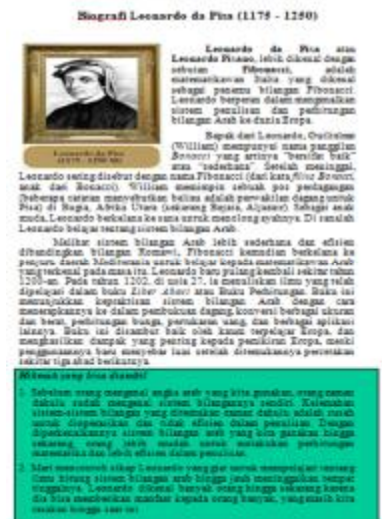 Biografi Leonardo da Pisa (1175 - 1250)
Leonardo da Pisa atau
Leonardo Pisano, lebih dikenal dengan
sebutan Fibonacci, adalah
matematikawan Italia yang dikenal
sebagai penemu bilangan Fibonacci.
Leonardo berperan dalam mengenalkan
sistem penulisan dan perhitungan
bilangan Arab ke dunia Eropa.
Leonardo da Pisa
(1175 - 1250 M)
Bapak dari Leonardo, Guilielmo
(William) mempunyai nama panggilan
Bonacci yang artinya "bersifat baik"
atau "sederhana". Setelah meninggal,
Leonardo sering disebut dengan nama Fibonacci (dari kata filius Bonacci,
anak dari Bonacci). William memimpin sebuah pos perdagangan
(beberapa catatan menyebutkan beliau adalah perwakilan dagang untuk
Pisa) di Bugia, Afrika Utara (sekarang Bejaia, Aljazair). Sebagai anak
muda, Leonardo berkelana ke sana untuk menolong ayahnya. Di sanalah
Leonardo belajar tentang sistem bilangan Arab.
Melihat sistem bilangan Arab lebih sederhana dan efisien
dibandingkan bilangan Romawi, Fibonacci kemudian berkelana ke
penjuru daerah Mediterania untuk belajar kepada matematikawan Arab
yang terkenal pada masa itu. Leonardo baru pulang kembali sekitar tahun
1200-an. Pada tahun 1202, di usia 27, ia menuliskan ilmu yang telah
dipelajari dalam buku Liber Abaci atau Buku Perhitungan. Buku ini
menunjukkan kepraktisan sistem bilangan Arab dengan cara
menerapkannya ke dalam pembukuan dagang, konversi berbagai ukuran
dan berat, perhitungan bunga, pertukaran uang, dan berbagai aplikasi
lainnya. Buku ini disambut baik oleh kaum terpelajar Eropa, dan
menghasilkan dampak yang penting kepada pemikiran Eropa, meski
penggunaannya baru menyebar luas setelah ditemukannya percetakan
sekitar tiga abad berikutnya.
Hikmah yang bisa diambil
1. Sebelum orang mengenal angka arab yang kita gunakan, orang zaman
dahulu sudah mengenal sistem bilangannya sendiri. Kelemahan
sistem-sistem bilangan yang ditemukan zaman dahulu adalah susah
untuk dioperasikan dan tidak efisien dalam penulisan. Dengan
diperkenalkannya sistem bilangan arab yang kita gunakan hingga
sekarang, orang lebih mudah untuk melakukan perhitungan
matematika dan lebih efisien dalam penulisan.
2. Mari mencontoh sikap Leonardo yang giat untuk mempelajari tentang
ilmu hitung sistem bilangan arab hingga jauh meninggalkan tempat
tinggalnya. Leonardo dikenal banyak orang hingga sekarang karena
dia bisa memberikan manfaat kepada orang banyak, yang masih kita
rasakan hingga saat ini.